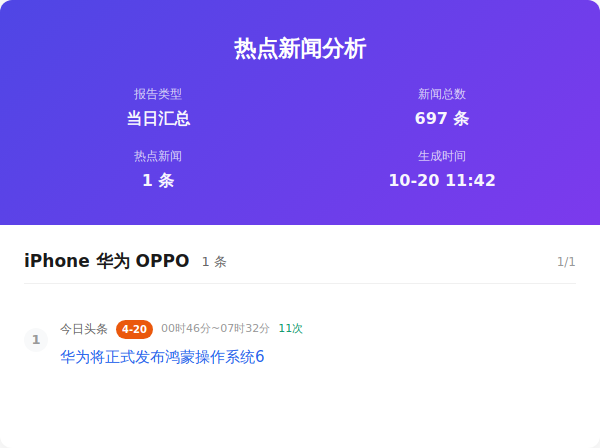 热点新闻分析
报告类型 新闻总数
当日汇总 697 条
热点新闻 生成时间
1 条 10-20 11:42
iPhone 华为 OPPO 1 条 1/1
1 今日头条 4-20 00时46分~07时32分 11次
华为将正式发布鸿蒙操作系统6